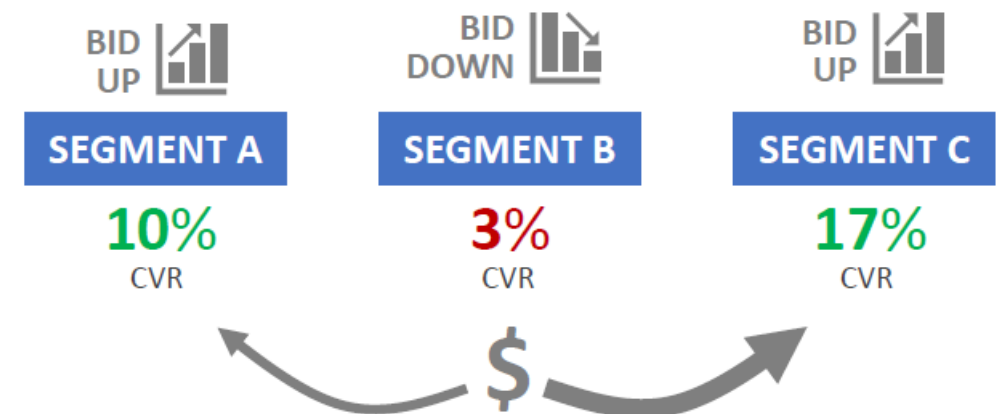 BID
UP
BID
DOWN
BID
UP
SEGMENT A
SEGMENT B
SEGMENT C
10%
3%
17%
CVR
CVR
CVR
$